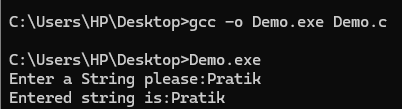 C:\Users\HP\Desktop>gcc -o Demo.exe Demo.c
C:\Users\HP\Desktop>Demo.exe
Enter a String please:Pratik
Entered string is:Pratik